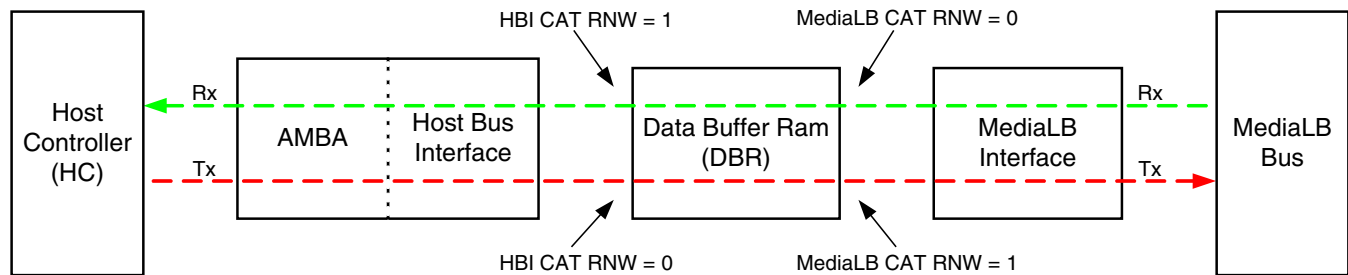 HBI CAT RNW = 1
MediaLB CAT RNW = 0
Host
Controller
(HC)
Rx
Tx
AMBA
Host Bus
Interface
Data Buffer Ram
(DBR)
MediaLB
Interface
Rx
Tx
MediaLB
Bus
HBI CAT RNW = 0
MediaLB CAT RNW = 1